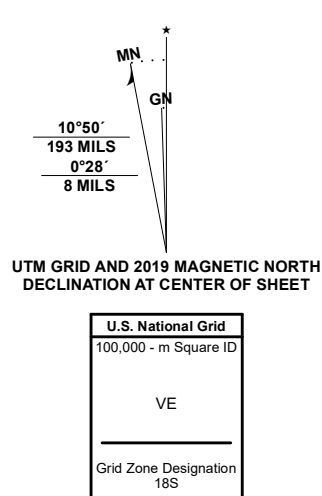 ★
MN
GN
10°50´
193 MILS
0°28´
8 MILS
UTM GRID AND 2019 MAGNETIC NORTH
DECLINATION AT CENTER OF SHEET
U.S. National Grid
100,000 - m Square ID
VE
Grid Zone Designation
18S